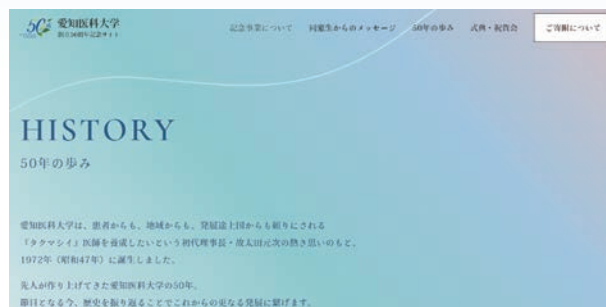 50th
愛知医科大学
創立50周年記念サイト
記念事業について 同窓生からのメッセージ 50年の歩み 式典・祝賀会 ご寄附について
HISTORY
50年の歩み
愛知医科大学は、患者からも、地域からも、発展途上国からも頼りにされる
『タクマシイ』医師を養成したいという初代理事長・故太田元次の熱き思いのもと、
1972年（昭和47年）に誕生しました。
先人が作り上げてきた愛知医科大学の50年。
節目となる今、歴史を振り返ることでこれからの更なる発展に繋げます。